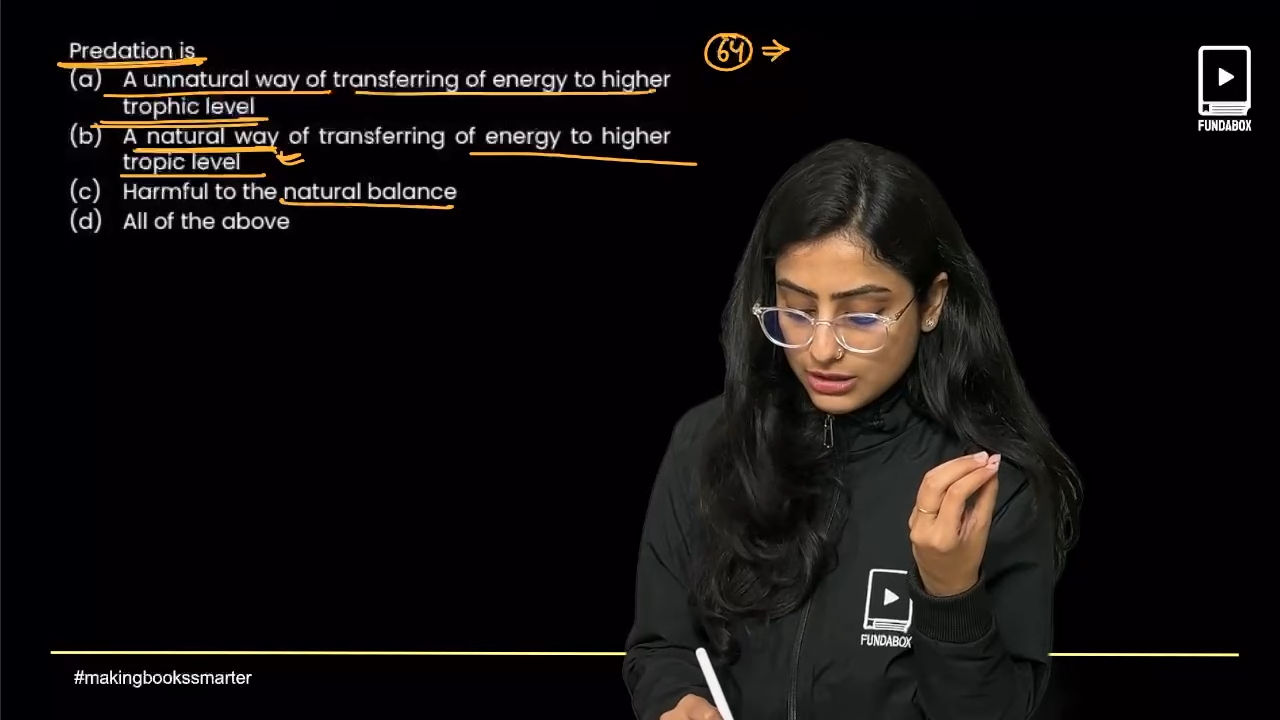 Predation is
(a) A unnatural way of transferring of energy to higher
trophic level
(b) A natural way of transferring of energy to higher
tropic level
(c) Harmful to the natural balance
(d) All of the above
64 ⇒
FUNDABOX
FUNDABOX
#makingbookssmarter